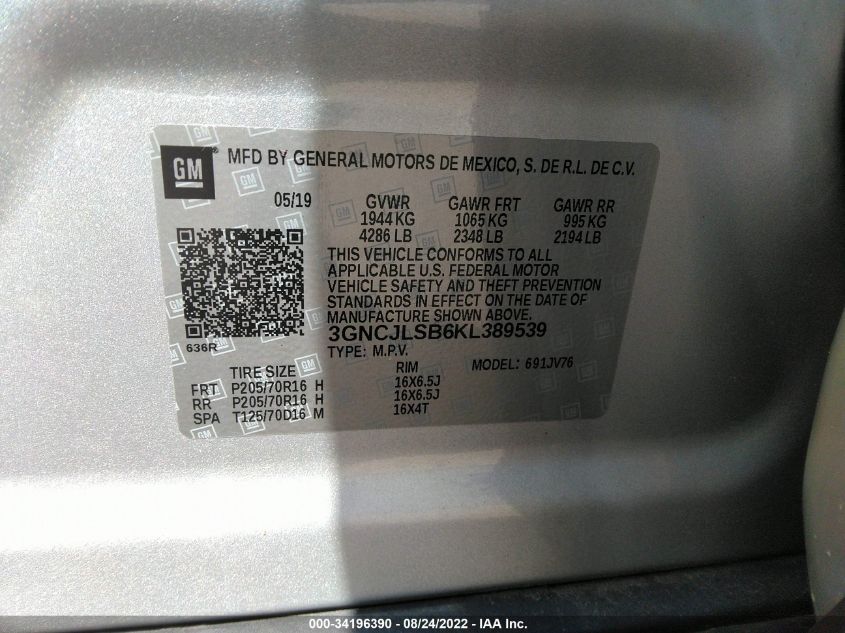 GM MFD BY GENERAL MOTORS DE MEXICO, S. DE R.L. DE C.V.
05/19 GVWR GAWR FRT GAWR RR
1944 KG 1065 KG 995 KG
4286 LB 2348 LB 2194 LB
THIS VEHICLE CONFORMS TO ALL
APPLICABLE U.S. FEDERAL MOTOR
VEHICLE SAFETY AND THEFT PREVENTION
STANDARDS IN EFFECT ON THE DATE OF
MANUFACTURE SHOWN ABOVE.
3GNCJLSB6KL389539
636R TYPE: M.P.V. MODEL: 691JV76
TIRE SIZE RIM
FRT P205/70R16 H 16X6.5J
RR P205/70R16 H 16X6.5J
SPA T125/70D16 M 16X4T
000-34196390 - 08/24/2022 - IAA Inc.